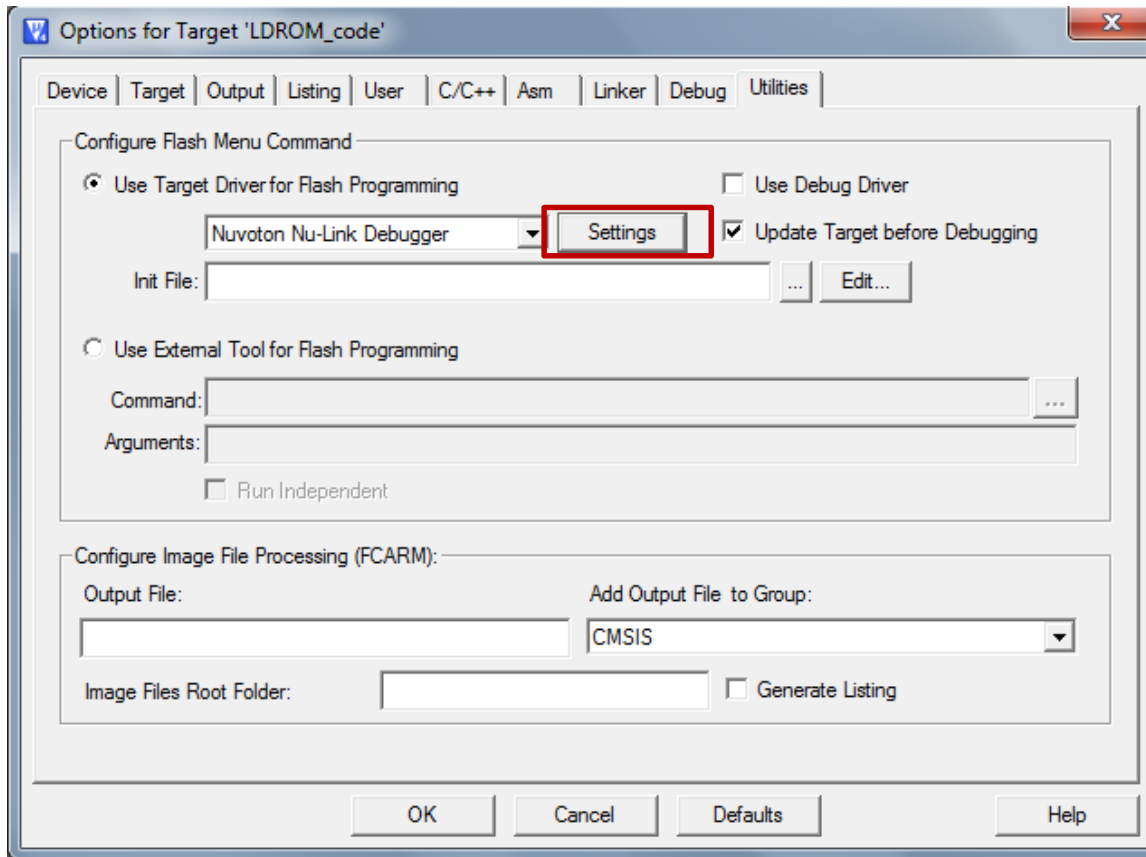 Options for Target 'LDROM_code'
Device Target Output Listing User C/C++ Asm Linker Debug Utilities
Configure Flash Menu Command
Use Target Driver for Flash Programming Use Debug Driver
Nuvoton Nu-Link Debugger Settings Update Target before Debugging
Init File: ... Edit...
Use External Tool for Flash Programming
Command: ...
Arguments:
Run Independent
Configure Image File Processing (FCARM):
Output File: Add Output File to Group:
CMSIS
Image Files Root Folder: Generate Listing
OK Cancel Defaults Help